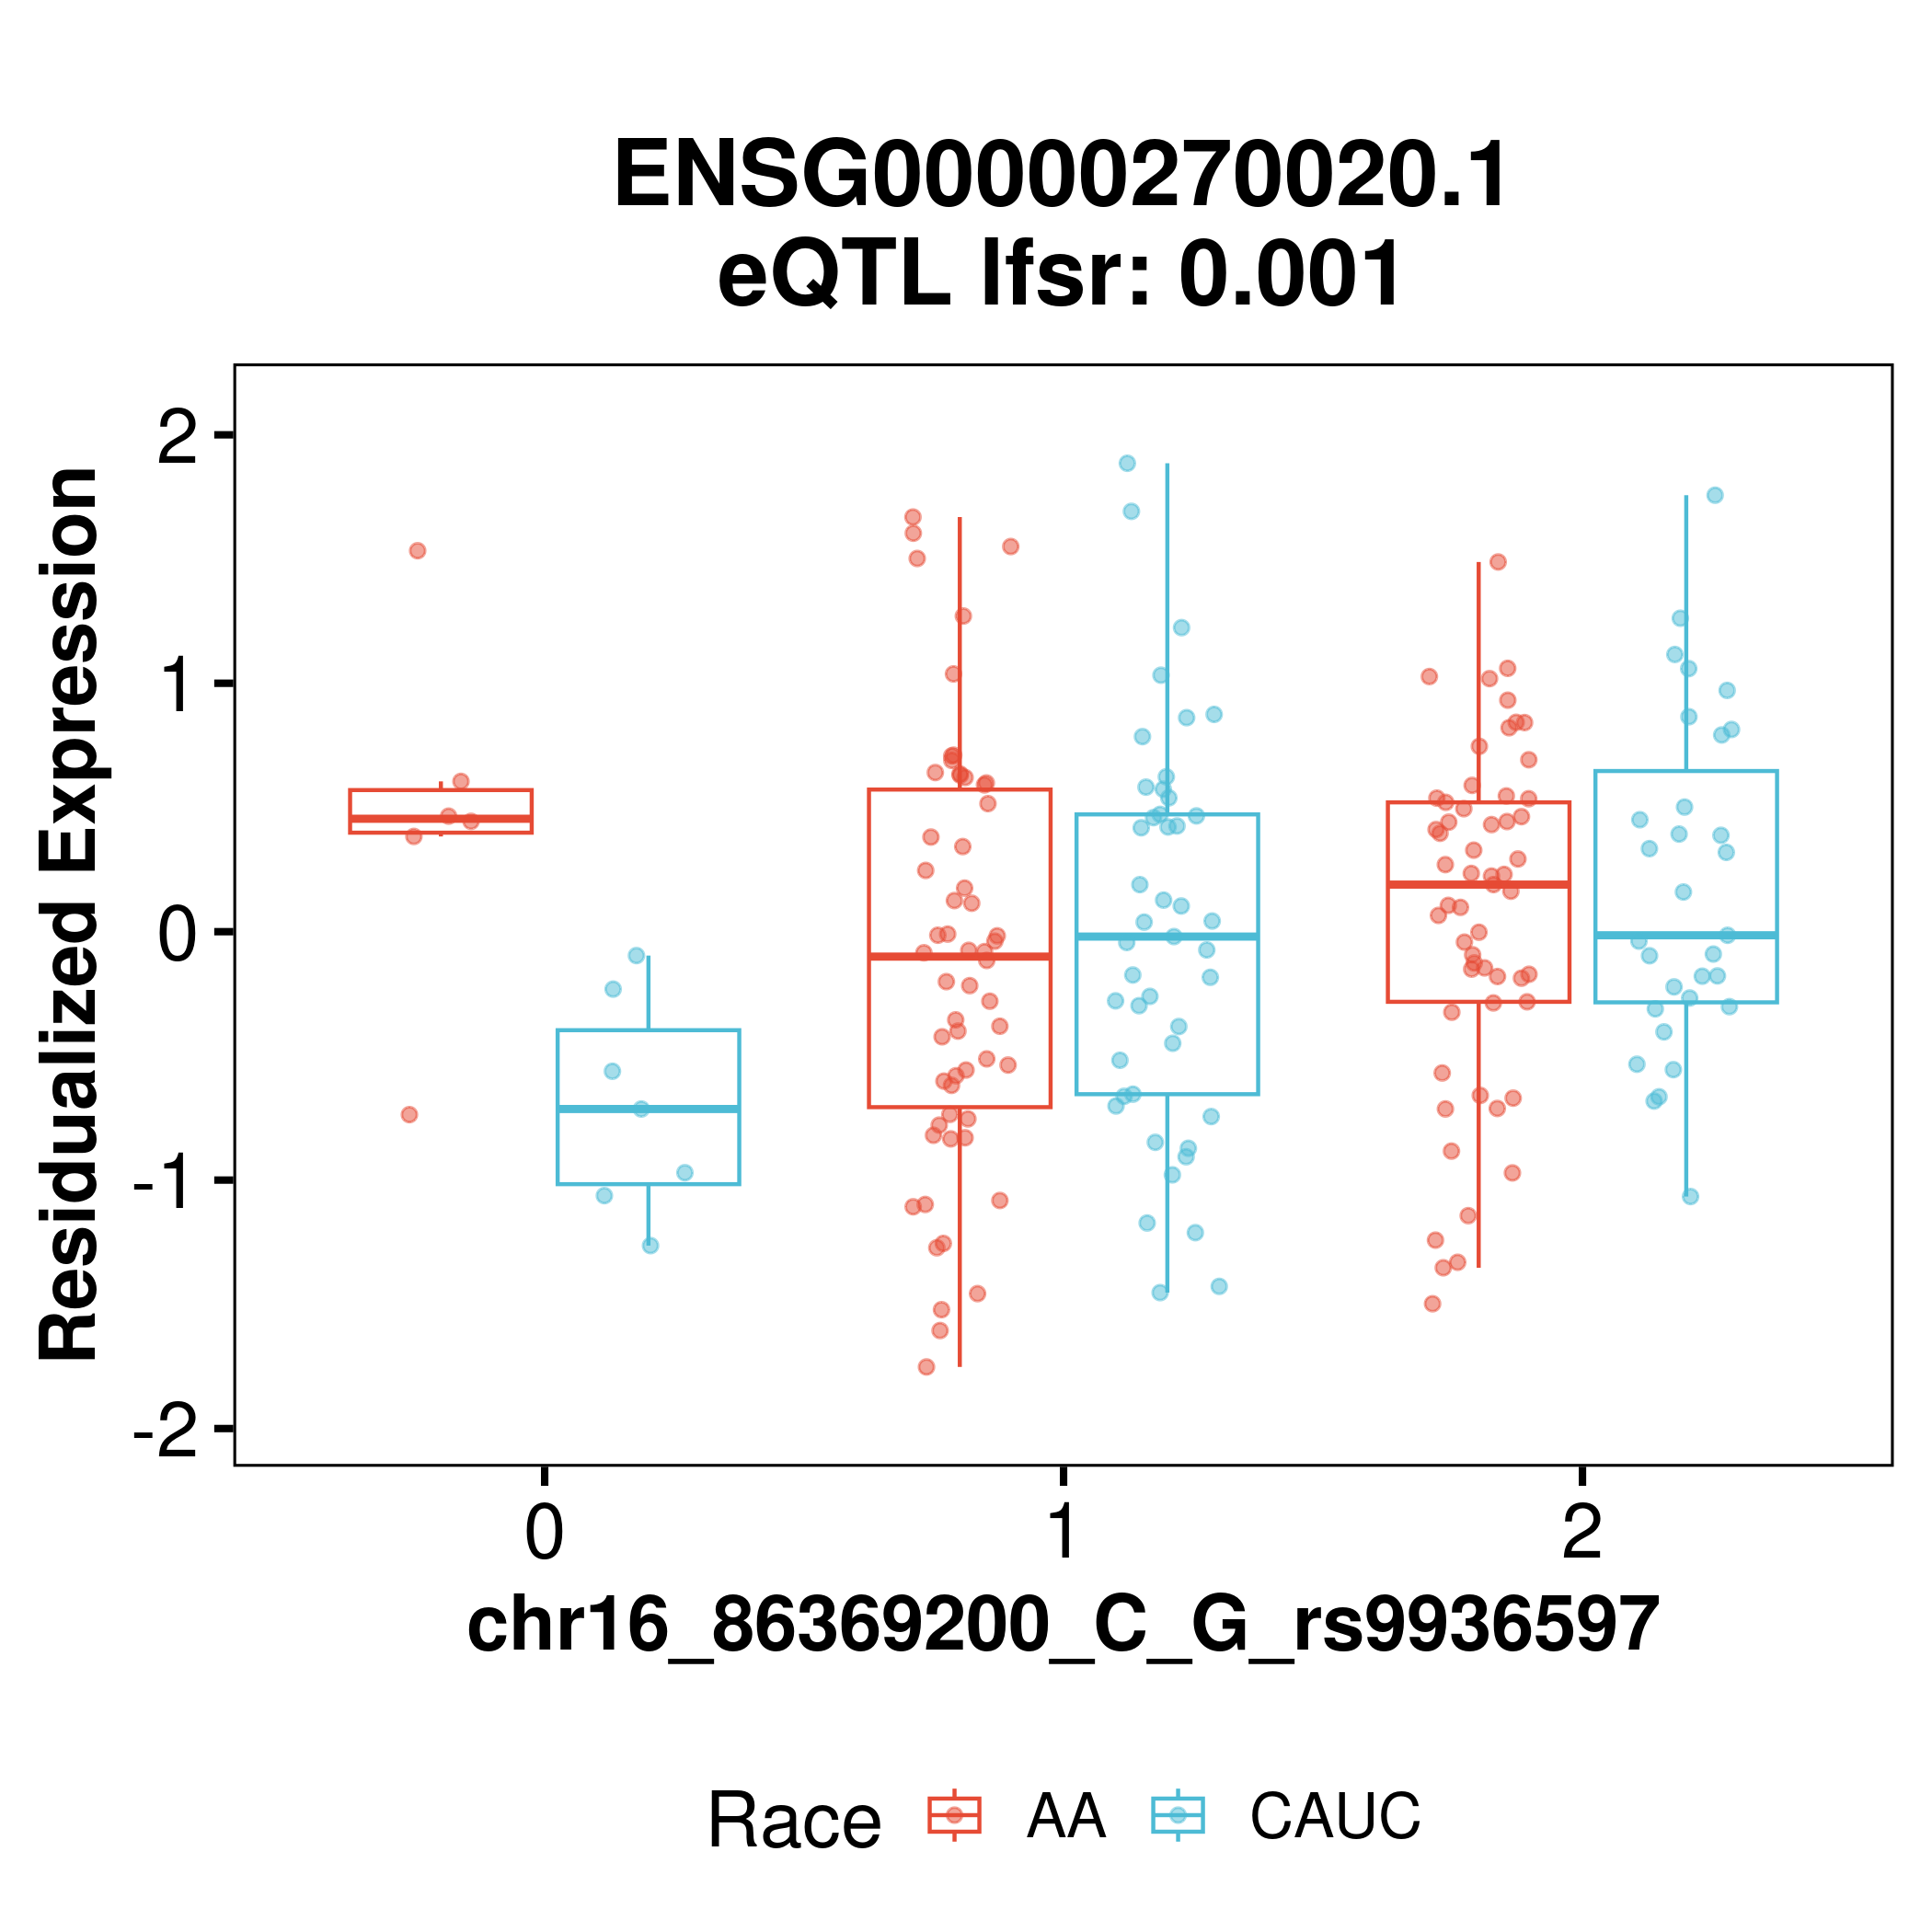 ENSG00000270020.1
eQTL lfsr: 0.001
Residualized Expression
2
1
0
-1
-2
0 1 2
chr16_86369200_C_G_rs9936597
Race AA CAUC